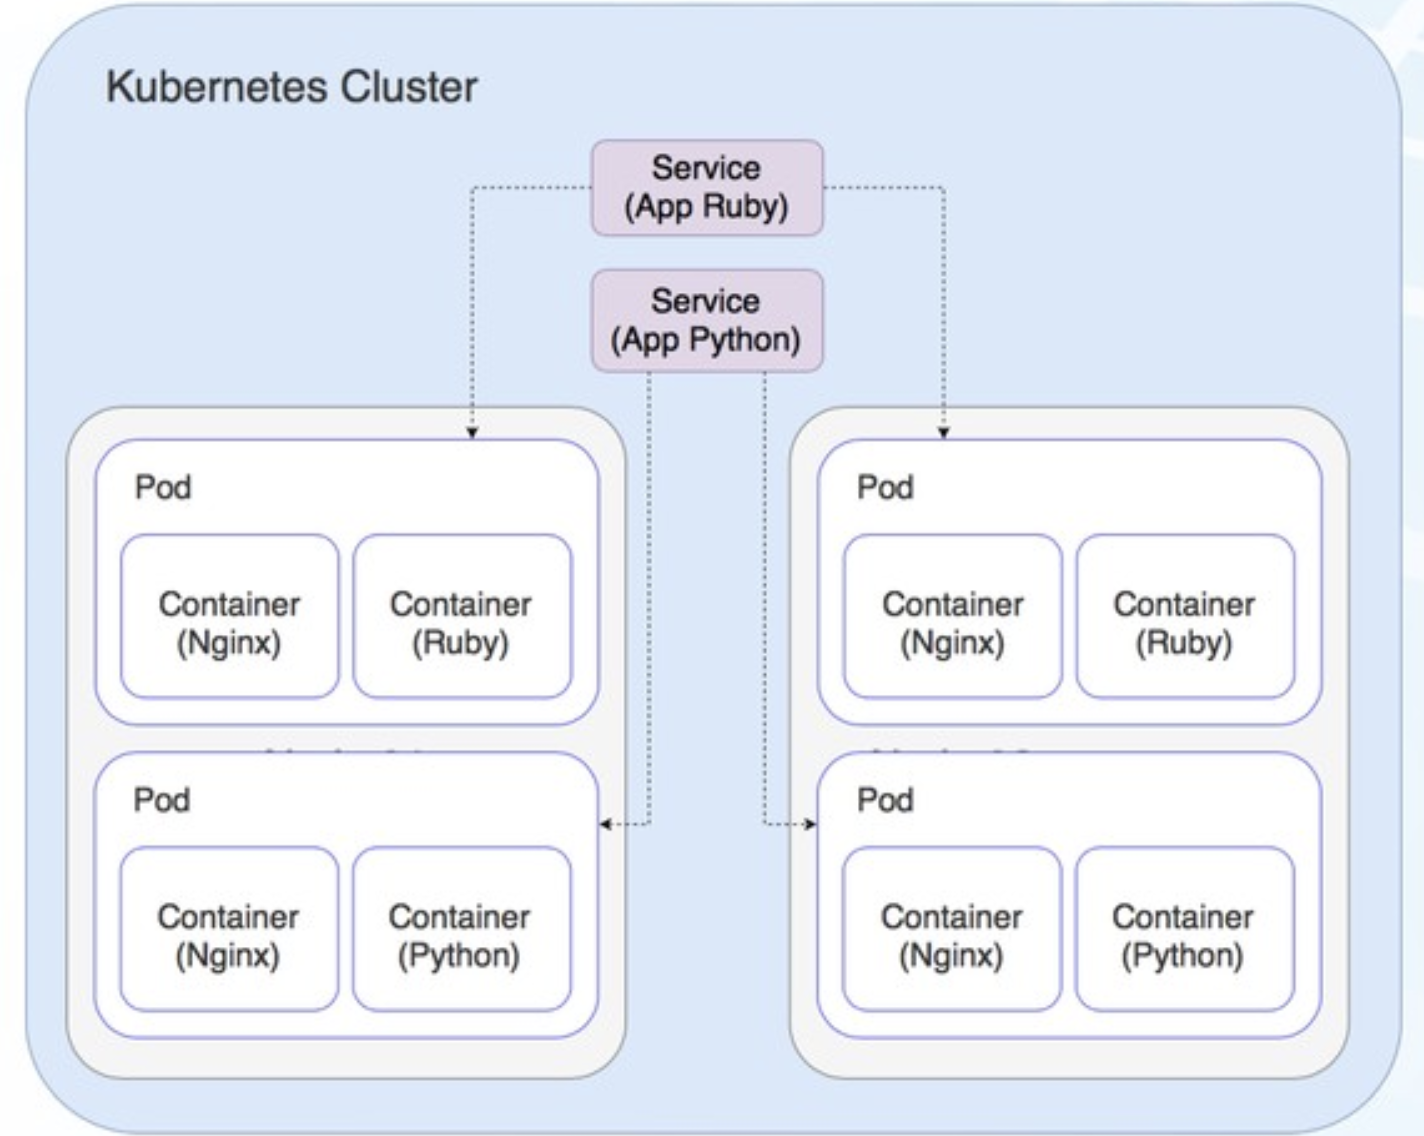 Kubernetes Cluster
Service
(App Ruby)
Service
(App Python)
Pod
Container
(Nginx)
Container
(Ruby)
Pod
Container
(Nginx)
Container
(Python)
Pod
Container
(Nginx)
Container
(Ruby)
Pod
Container
(Nginx)
Container
(Python)